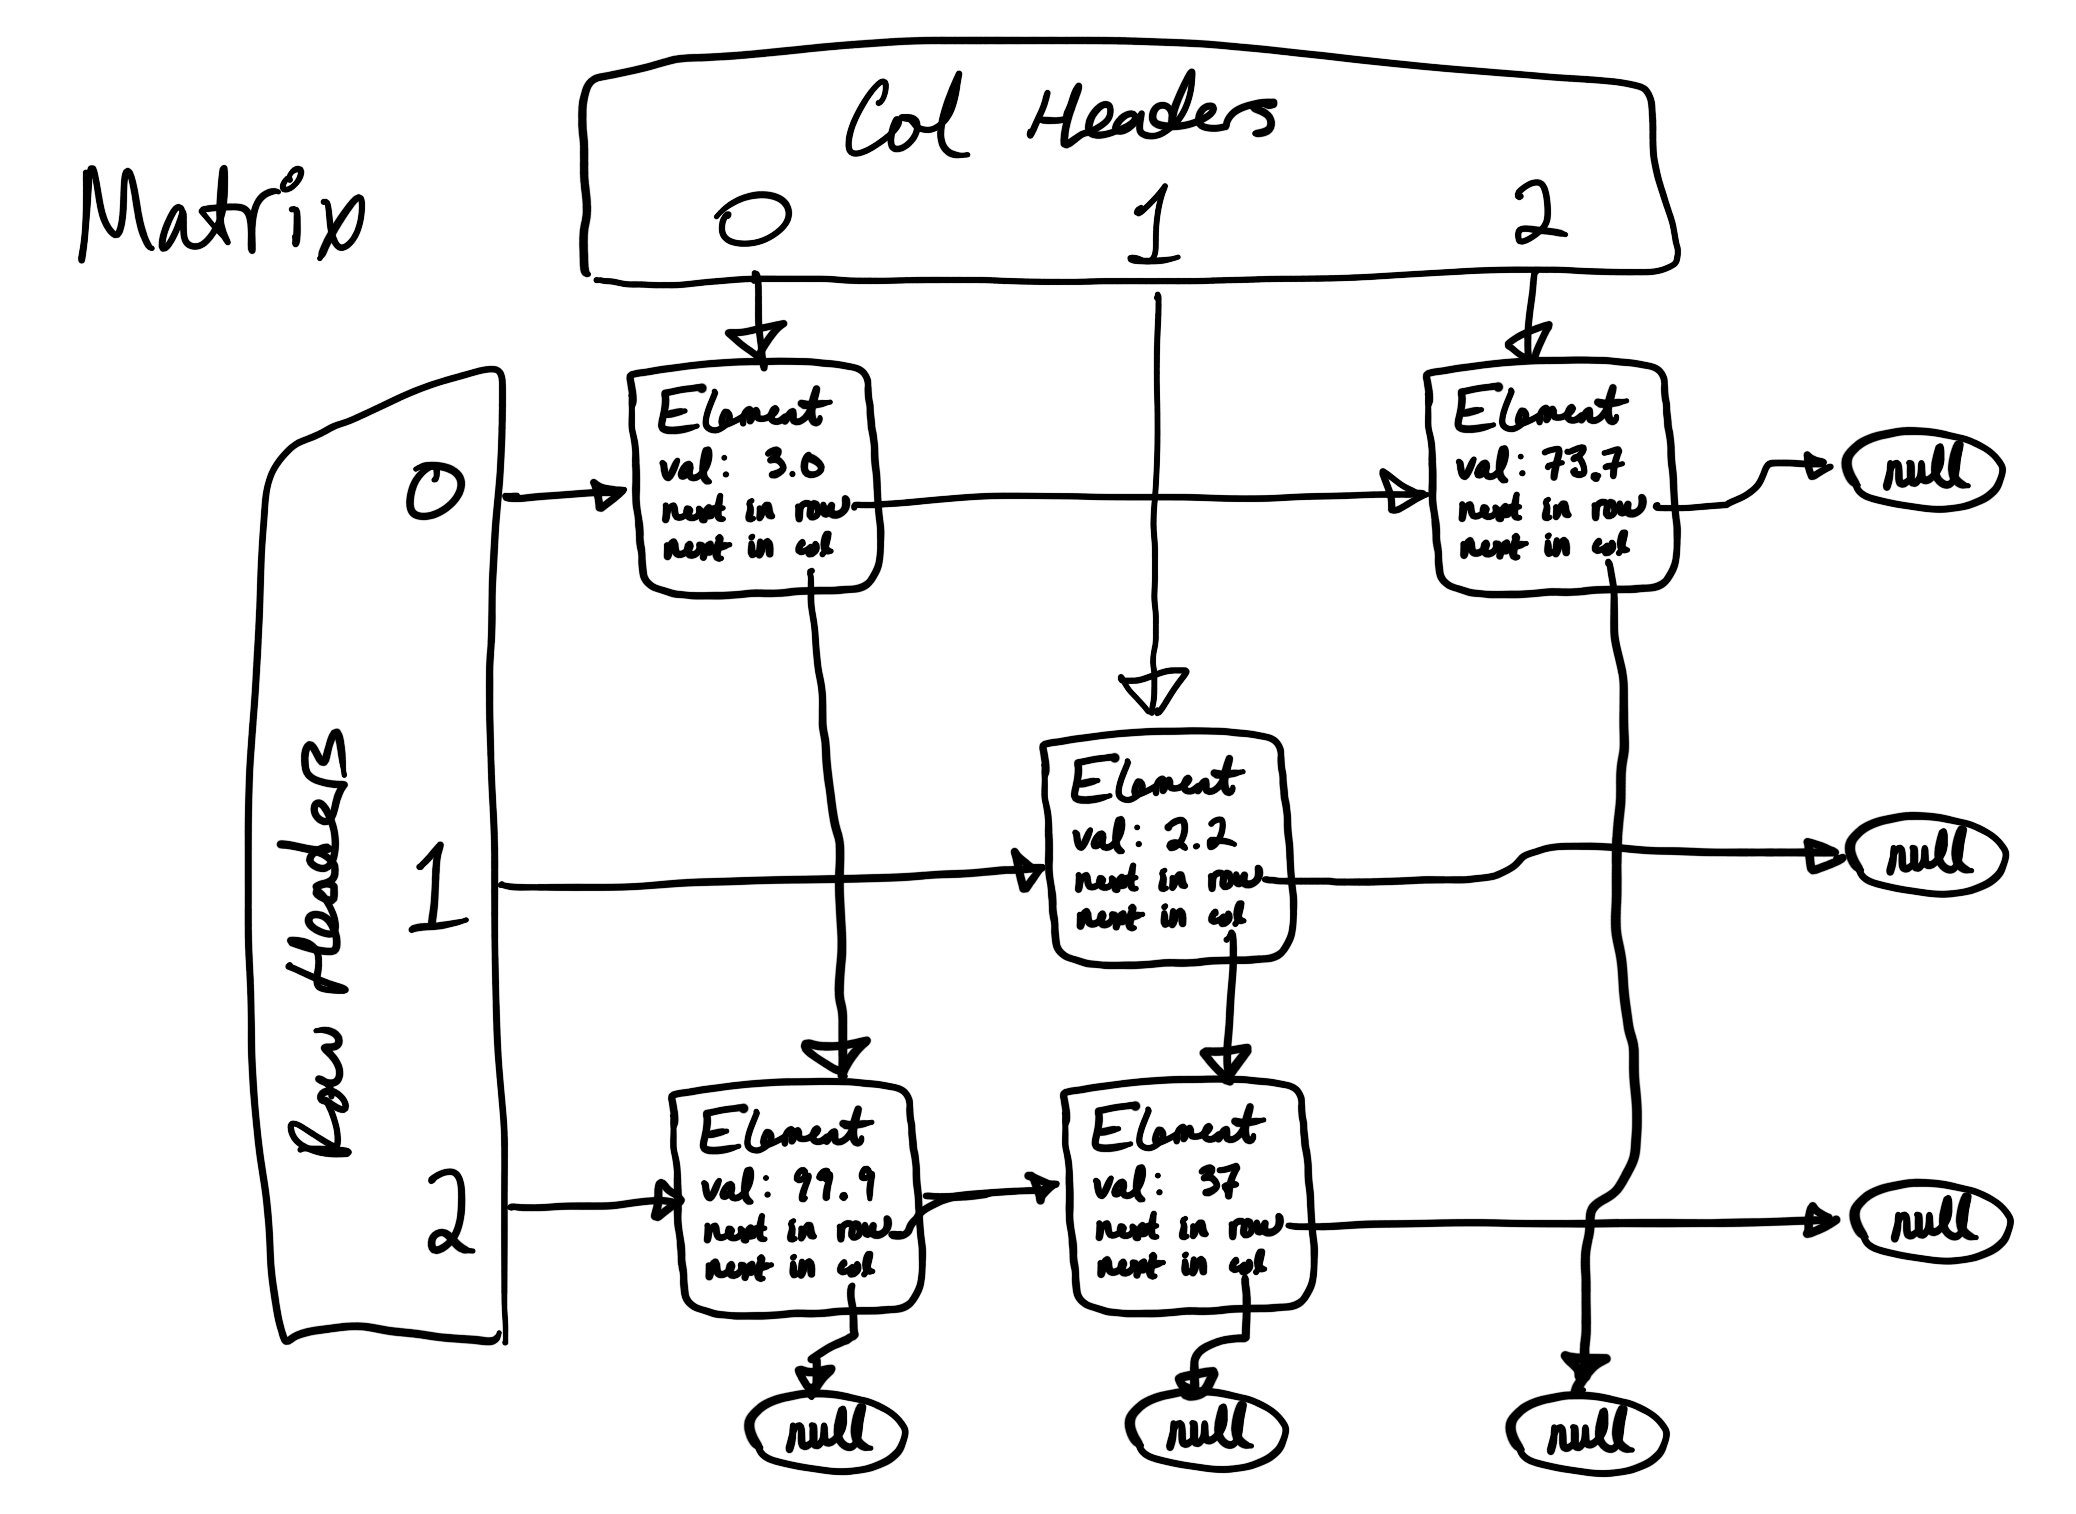 Matrix
Col Headers
0 1 2
Row Headers
0
Element
val: 3.0
next in row
next in col
Element
val: 73.7
next in row
next in col
null
1
Element
val: 2.2
next in row
next in col
null
2
Element
val: 99.9
next in row
next in col
Element
val: 37
next in row
next in col
null
null
null
null